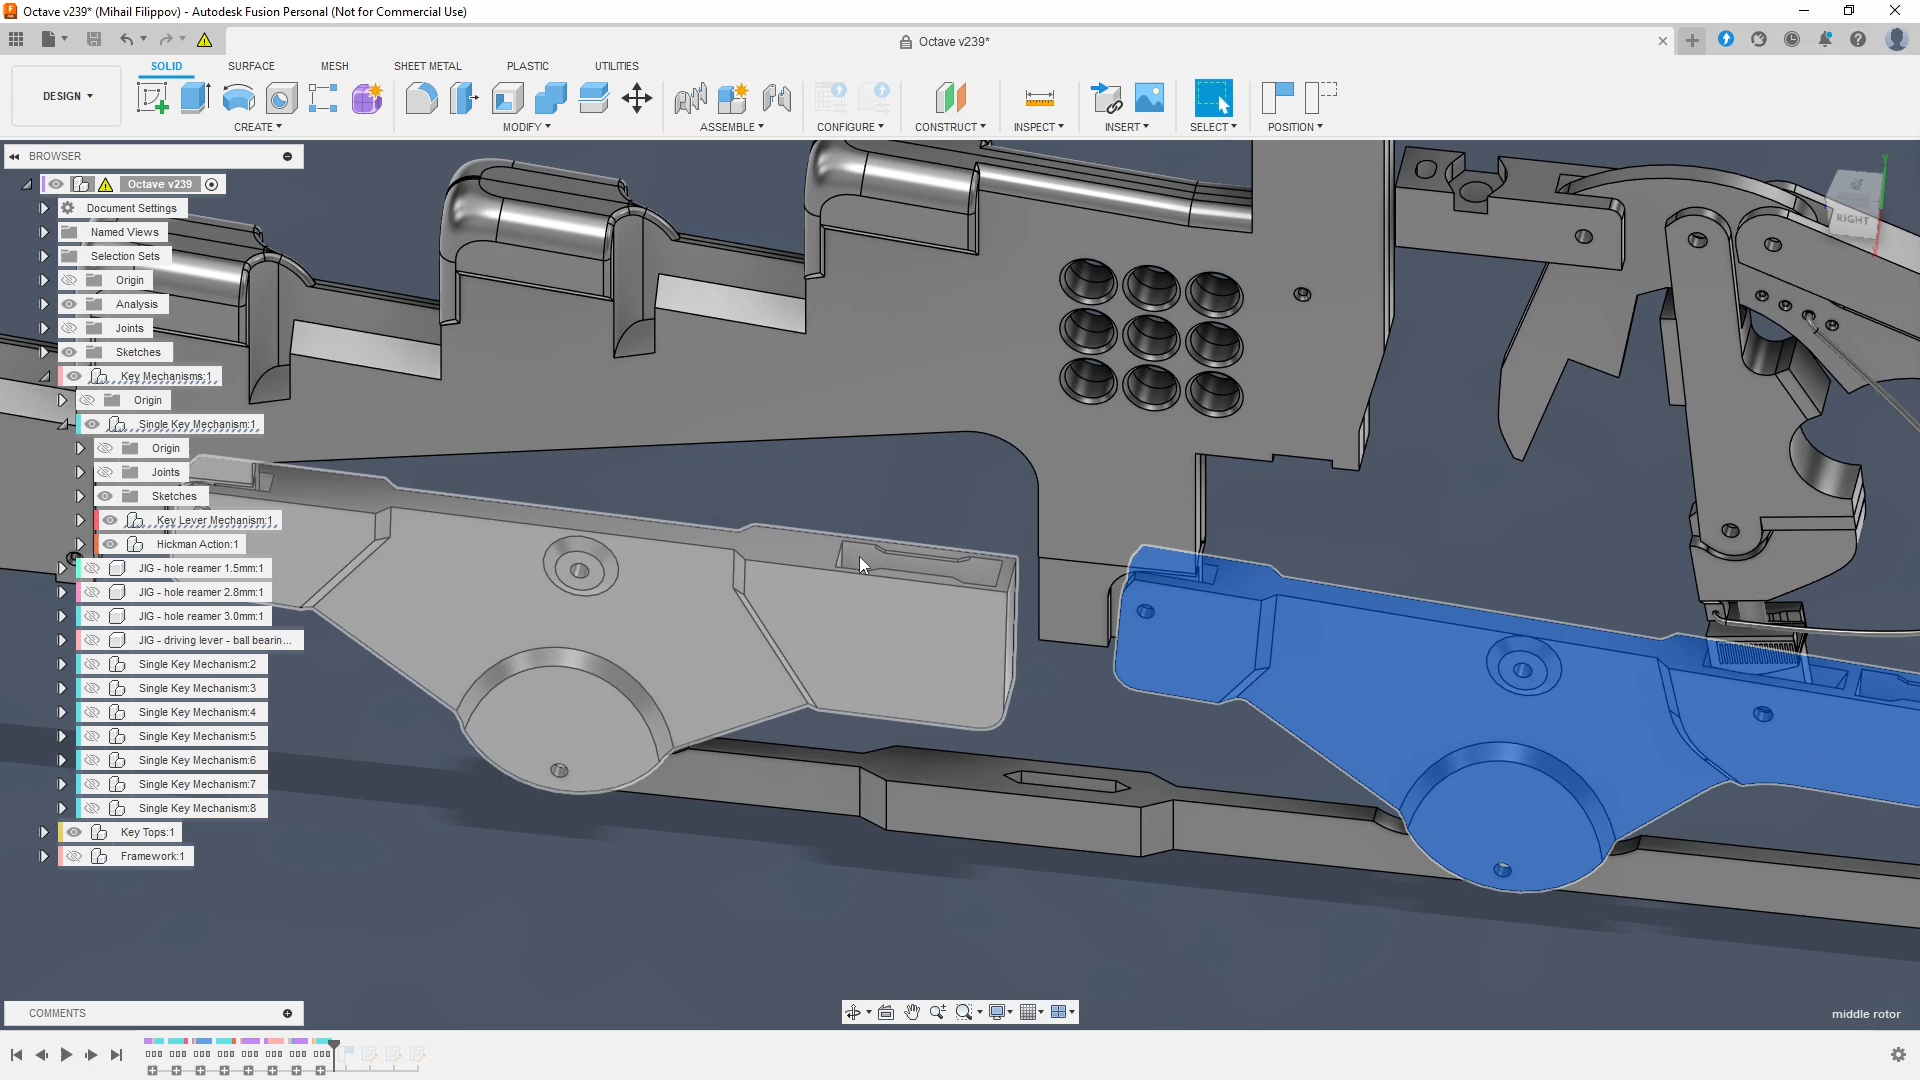 Octave v239* (Mihail Filippov) - Autodesk Fusion Personal (Not for Commercial Use)
Octave v239*
DESIGN
SOLID SURFACE MESH SHEET METAL PLASTIC UTILITIES
CREATE MODIFY ASSEMBLE CONFIGURE CONSTRUCT INSPECT INSERT SELECT POSITION
BROWSER
Octave v239
Document Settings
Named Views
Selection Sets
Origin
Analysis
Joints
Sketches
Key Mechanisms:1
Origin
Single Key Mechanism:1
Origin
Joints
Sketches
Key Lever Mechanism:1
Hickman Action:1
JIG - hole reamer 1.5mm:1
JIG - hole reamer 2.8mm:1
JIG - hole reamer 3.0mm:1
JIG - driving lever - ball bearin...
Single Key Mechanism:2
Single Key Mechanism:3
Single Key Mechanism:4
Single Key Mechanism:5
Single Key Mechanism:6
Single Key Mechanism:7
Single Key Mechanism:8
Key Tops:1
Framework:1
Y
TOP
RIGHT
COMMENTS
middle rotor